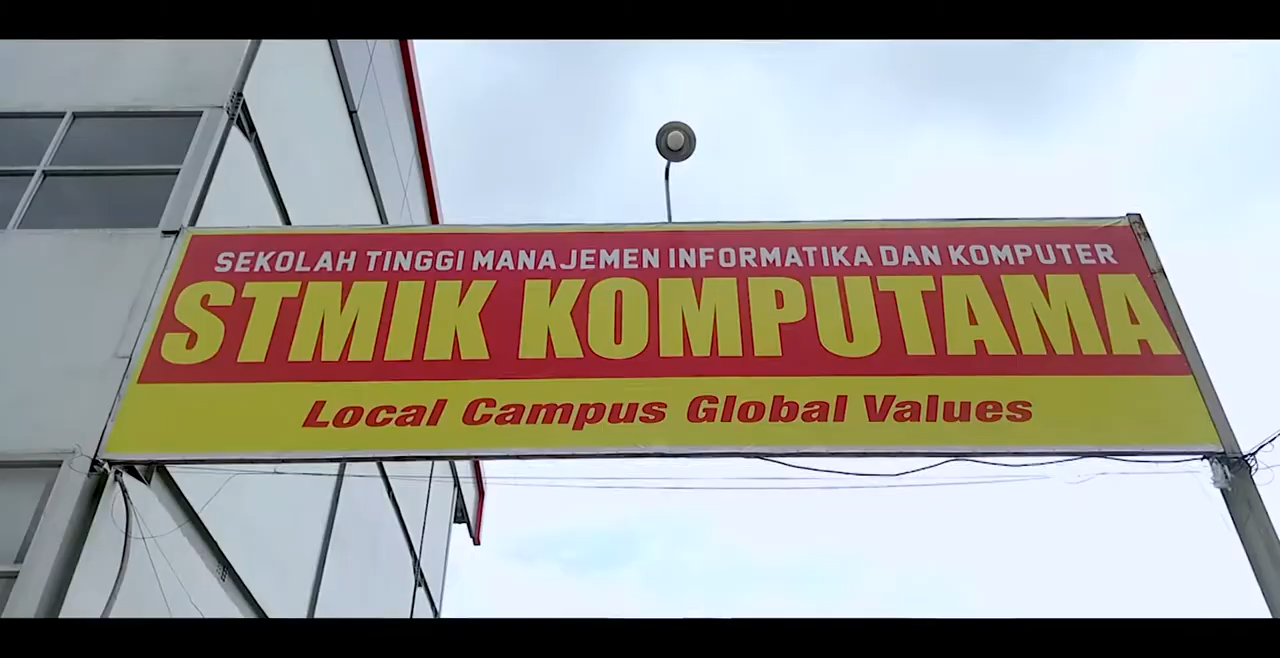 SEKOLAH TINGGI MANAJEMEN INFORMATIKA DAN KOMPUTER
STMIK KOMPUTAMA
Local Campus Global Values